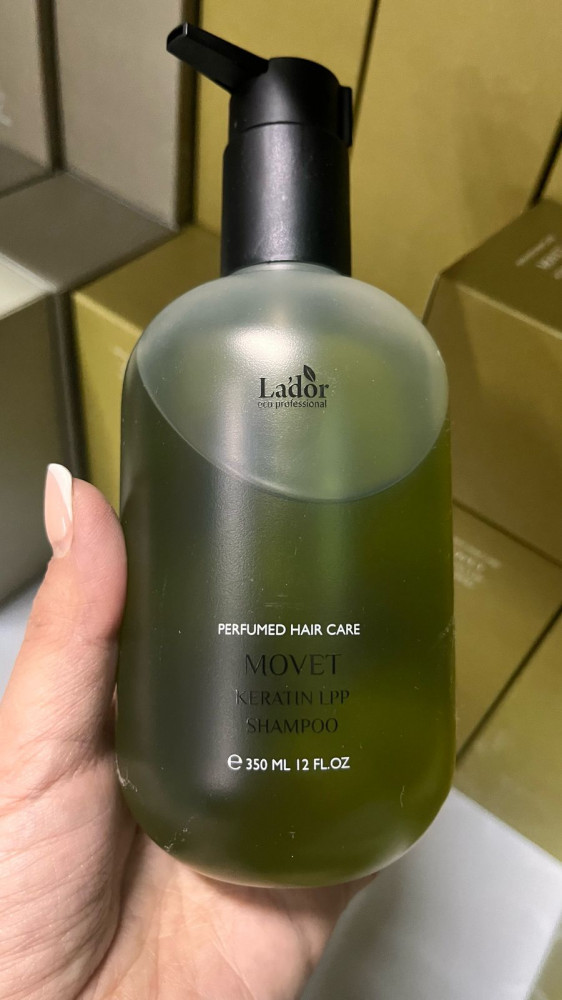 La'dor
eco professional
PERFUMED HAIR CARE
MOVET
KERATIN LPP
SHAMPOO
℮ 350 ML 12 FL.OZ